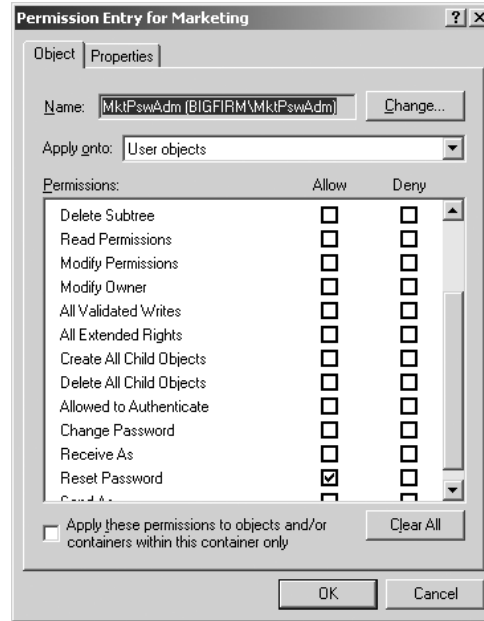 Permission Entry for Marketing
Object Properties
Name: MktPswAdm (BIGFIRM\MktPswAdm) Change...
Apply onto: User objects
Permissions: Allow Deny
Delete Subtree
Read Permissions
Modify Permissions
Modify Owner
All Validated Writes
All Extended Rights
Create All Child Objects
Delete All Child Objects
Allowed to Authenticate
Change Password
Receive As
Reset Password
Send As
Apply these permissions to objects and/or Clear All
containers within this container only
OK Cancel